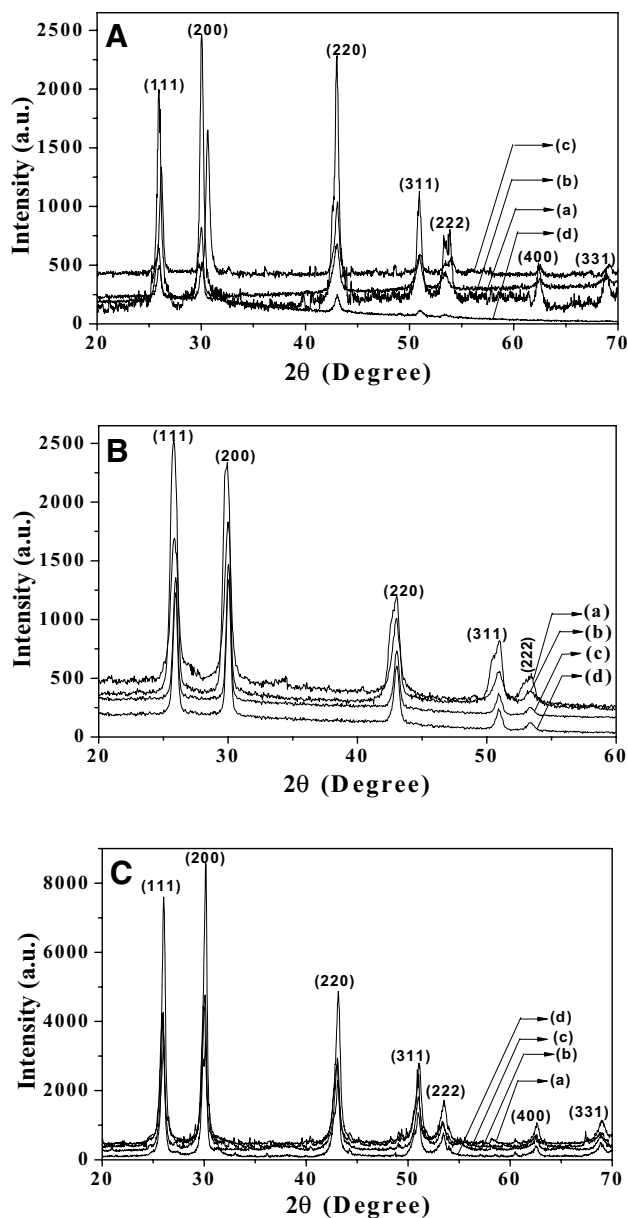 A
(111)
(200)
(220)
(311)
(222)
(400)
(331)
(c)
(b)
(a)
(d)
2500
2000
1500
1000
500
0
Intensity (a.u.)
20
30
40
50
60
70
2θ (Degree)
B
(111)
(200)
(220)
(311)
(222)
(a)
(b)
(c)
(d)
2500
2000
1500
1000
500
0
Intensity (a.u.)
20
30
40
50
60
2θ (Degree)
C
(111)
(200)
(220)
(311)
(222)
(400)
(331)
(d)
(c)
(b)
(a)
8000
6000
4000
2000
0
Intensity (a.u.)
20
30
40
50
60
70
2θ (Degree)